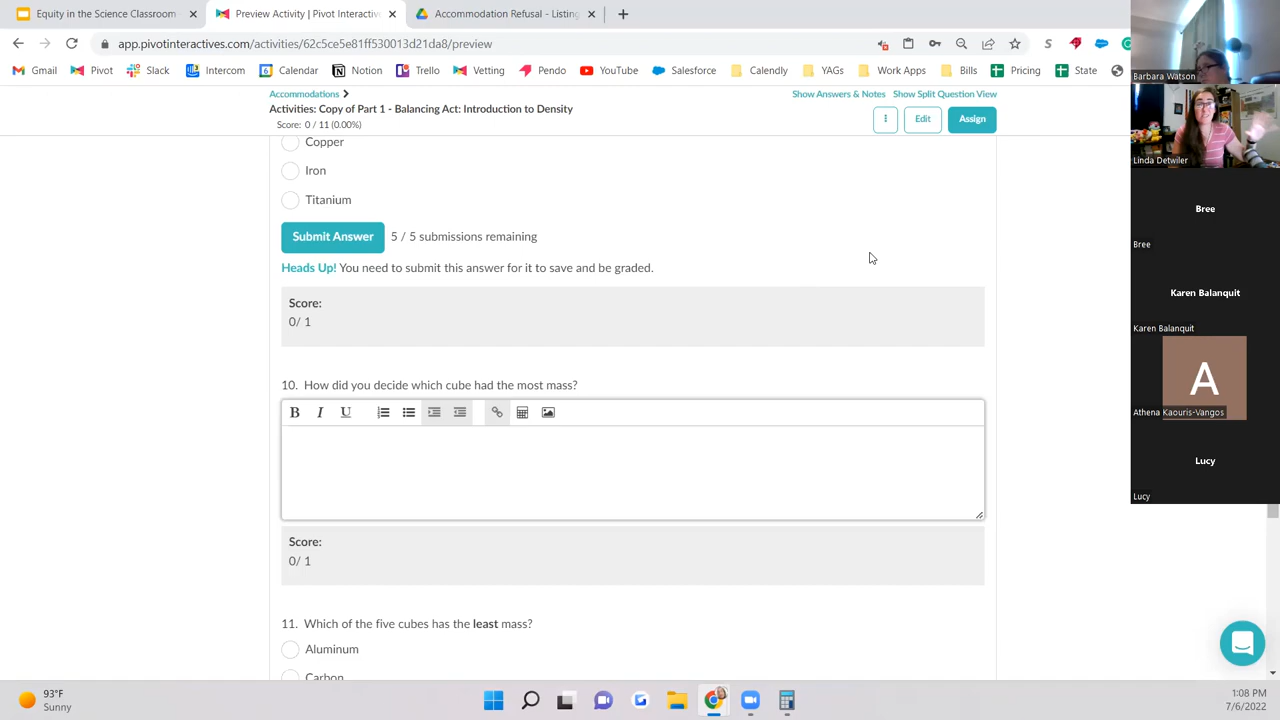 Equity in the Science Classroom
Preview Activity | Pivot Interact
Accommodation Refusal - Listing
app.pivotinteractives.com/activities/62c5ce5e81ff530013d21da8/preview
Gmail
Pivot
Slack
Intercom
Calendar
Notion
Vetting
Pendo
YouTube
Salesforce
Calendly
YAGs
Work Apps
Bills
Pricing
State
Accommodations
Show Answers & Notes
Show Split Question View
Activities: Copy of Part 1 - Balancing Act: Introduction to Density
Score: 0 / 11 (0.00%)
Edit
Assign
Copper
Iron
Titanium
Submit Answer
5 / 5 submissions remaining
Heads Up! You need to submit this answer for it to save and be graded.
Score:
0/ 1
10. How did you decide which cube had the most mass?
B I U
Score:
0/ 1
11. Which of the five cubes has the least mass?
Aluminum
Carbon
Barbara Watson
Linda Detwiler
Bree
Bree
Karen Balanquit
Karen Balanquit
A
Athena Kaouris-Vangos
Lucy
Lucy
93°F
Sunny
1:08 PM
7/6/2022